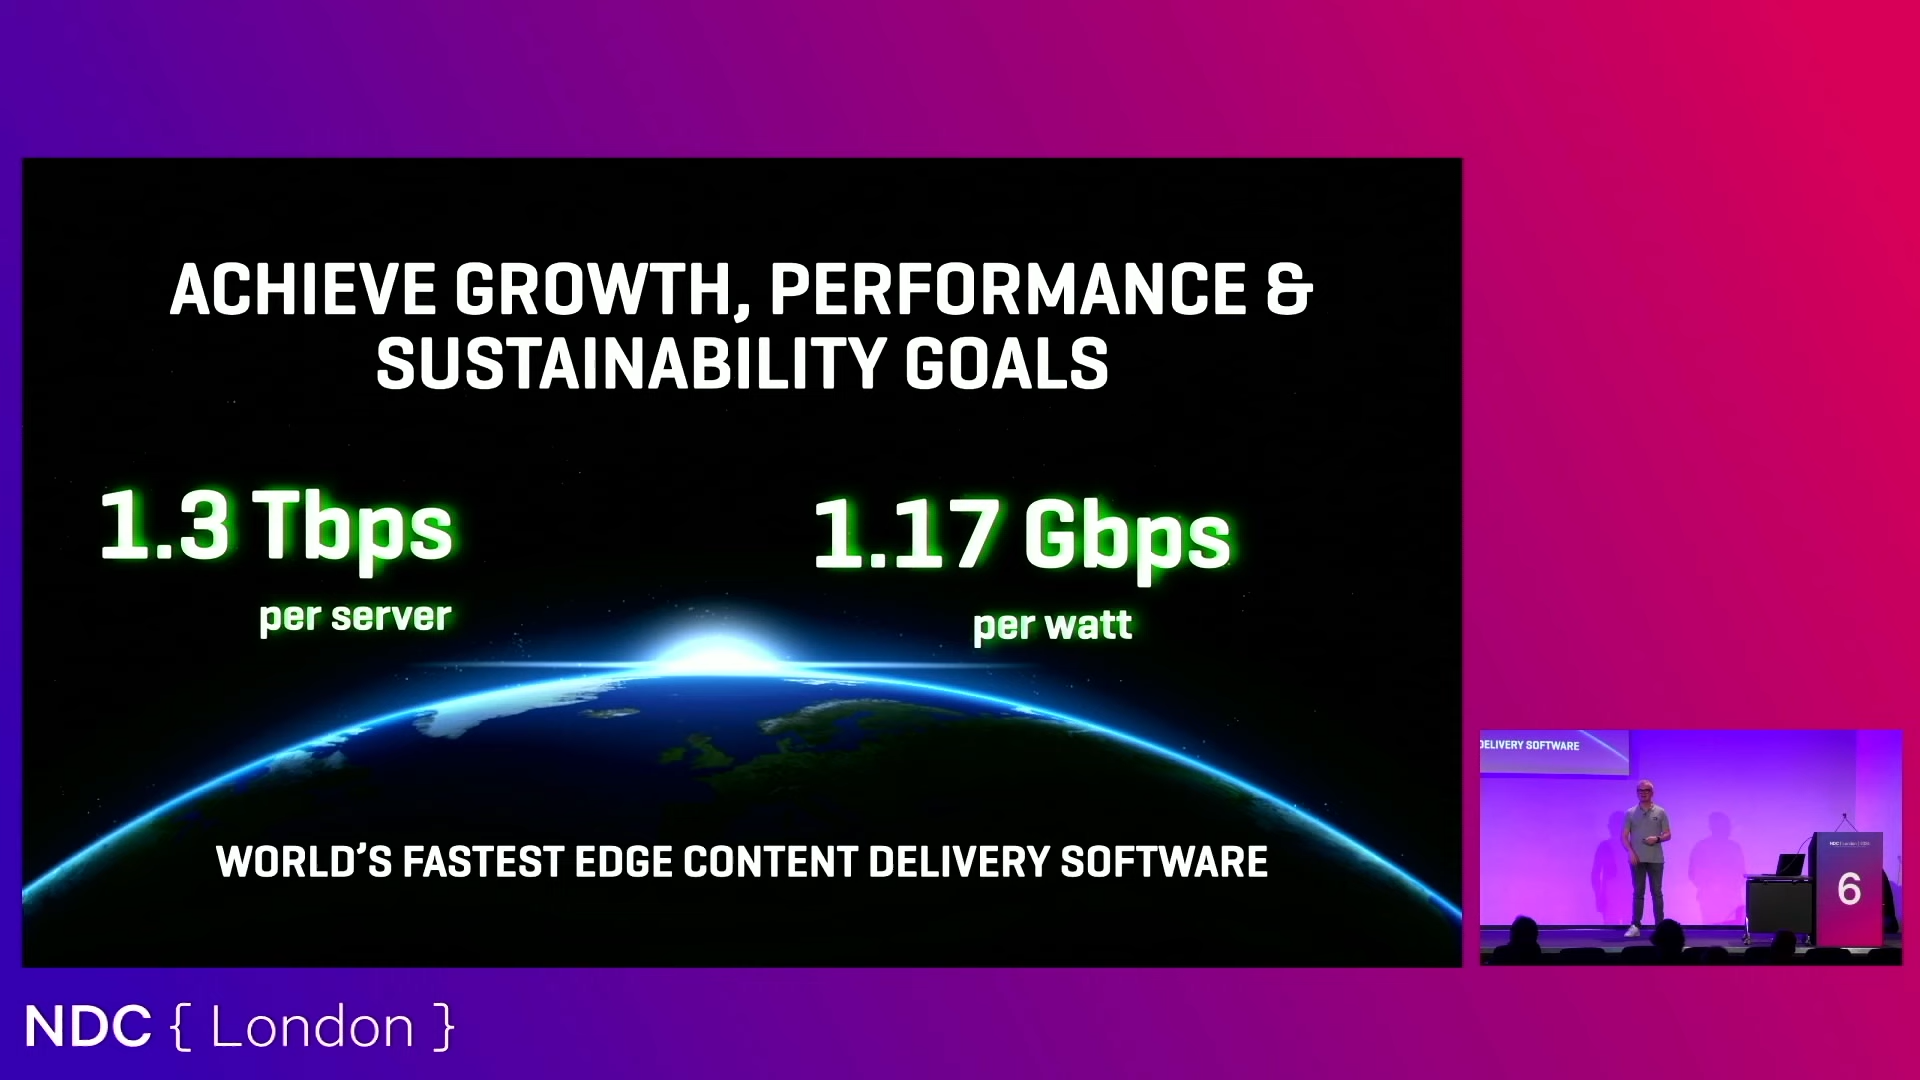 ACHIEVE GROWTH, PERFORMANCE &
SUSTAINABILITY GOALS
1.3 Tbps
per server
1.17 Gbps
per watt
WORLD'S FASTEST EDGE CONTENT DELIVERY SOFTWARE
DELIVERY SOFTWARE
6
NDC { London }